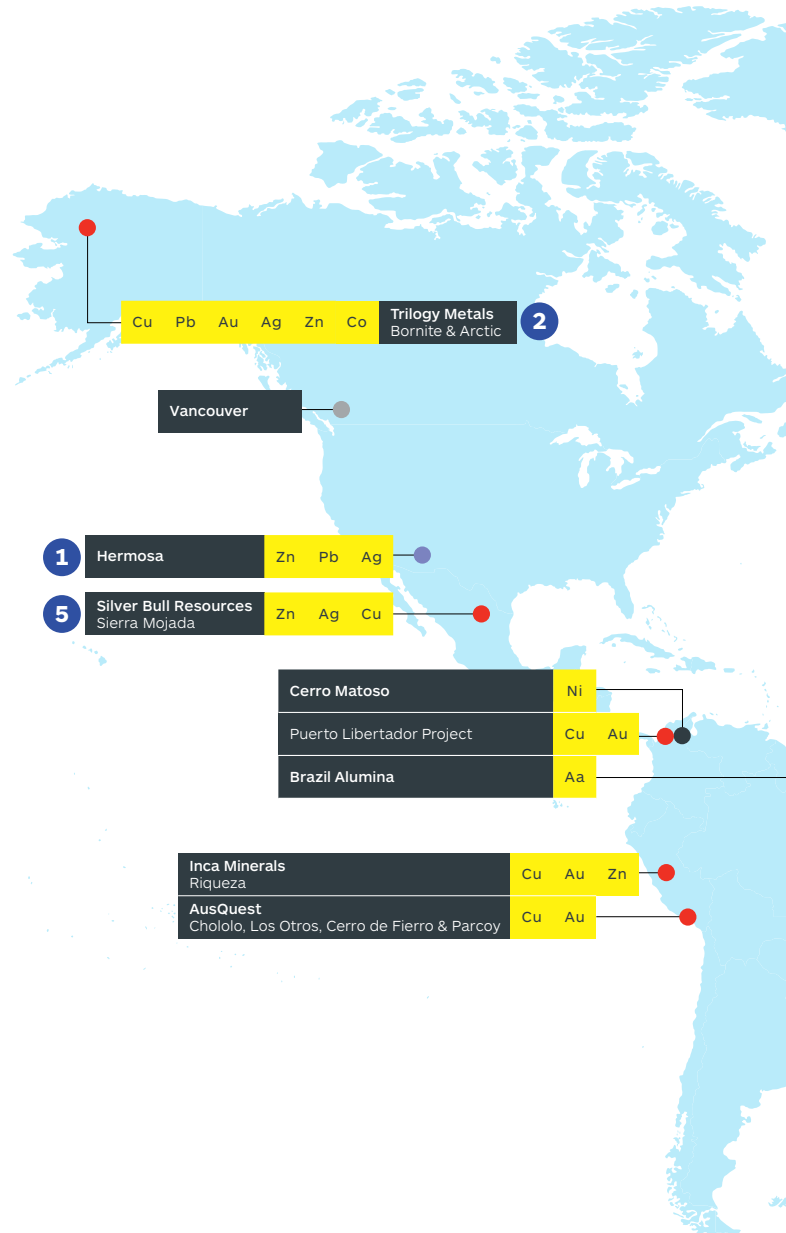 Cu Pb Au Ag Zn Co
Trilogy Metals
Bornite & Arctic
2
Vancouver
1
Hermosa
Zn Pb Ag
5
Silver Bull Resources
Sierra Mojada
Zn Ag Cu
Cerro Matoso
Ni
Puerto Libertador Project
Cu Au
Brazil Alumina
Aa
Inca Minerals
Riqueza
Cu Au Zn
AusQuest
Chololo, Los Otros, Cerro de Fierro & Parcoy
Cu Au